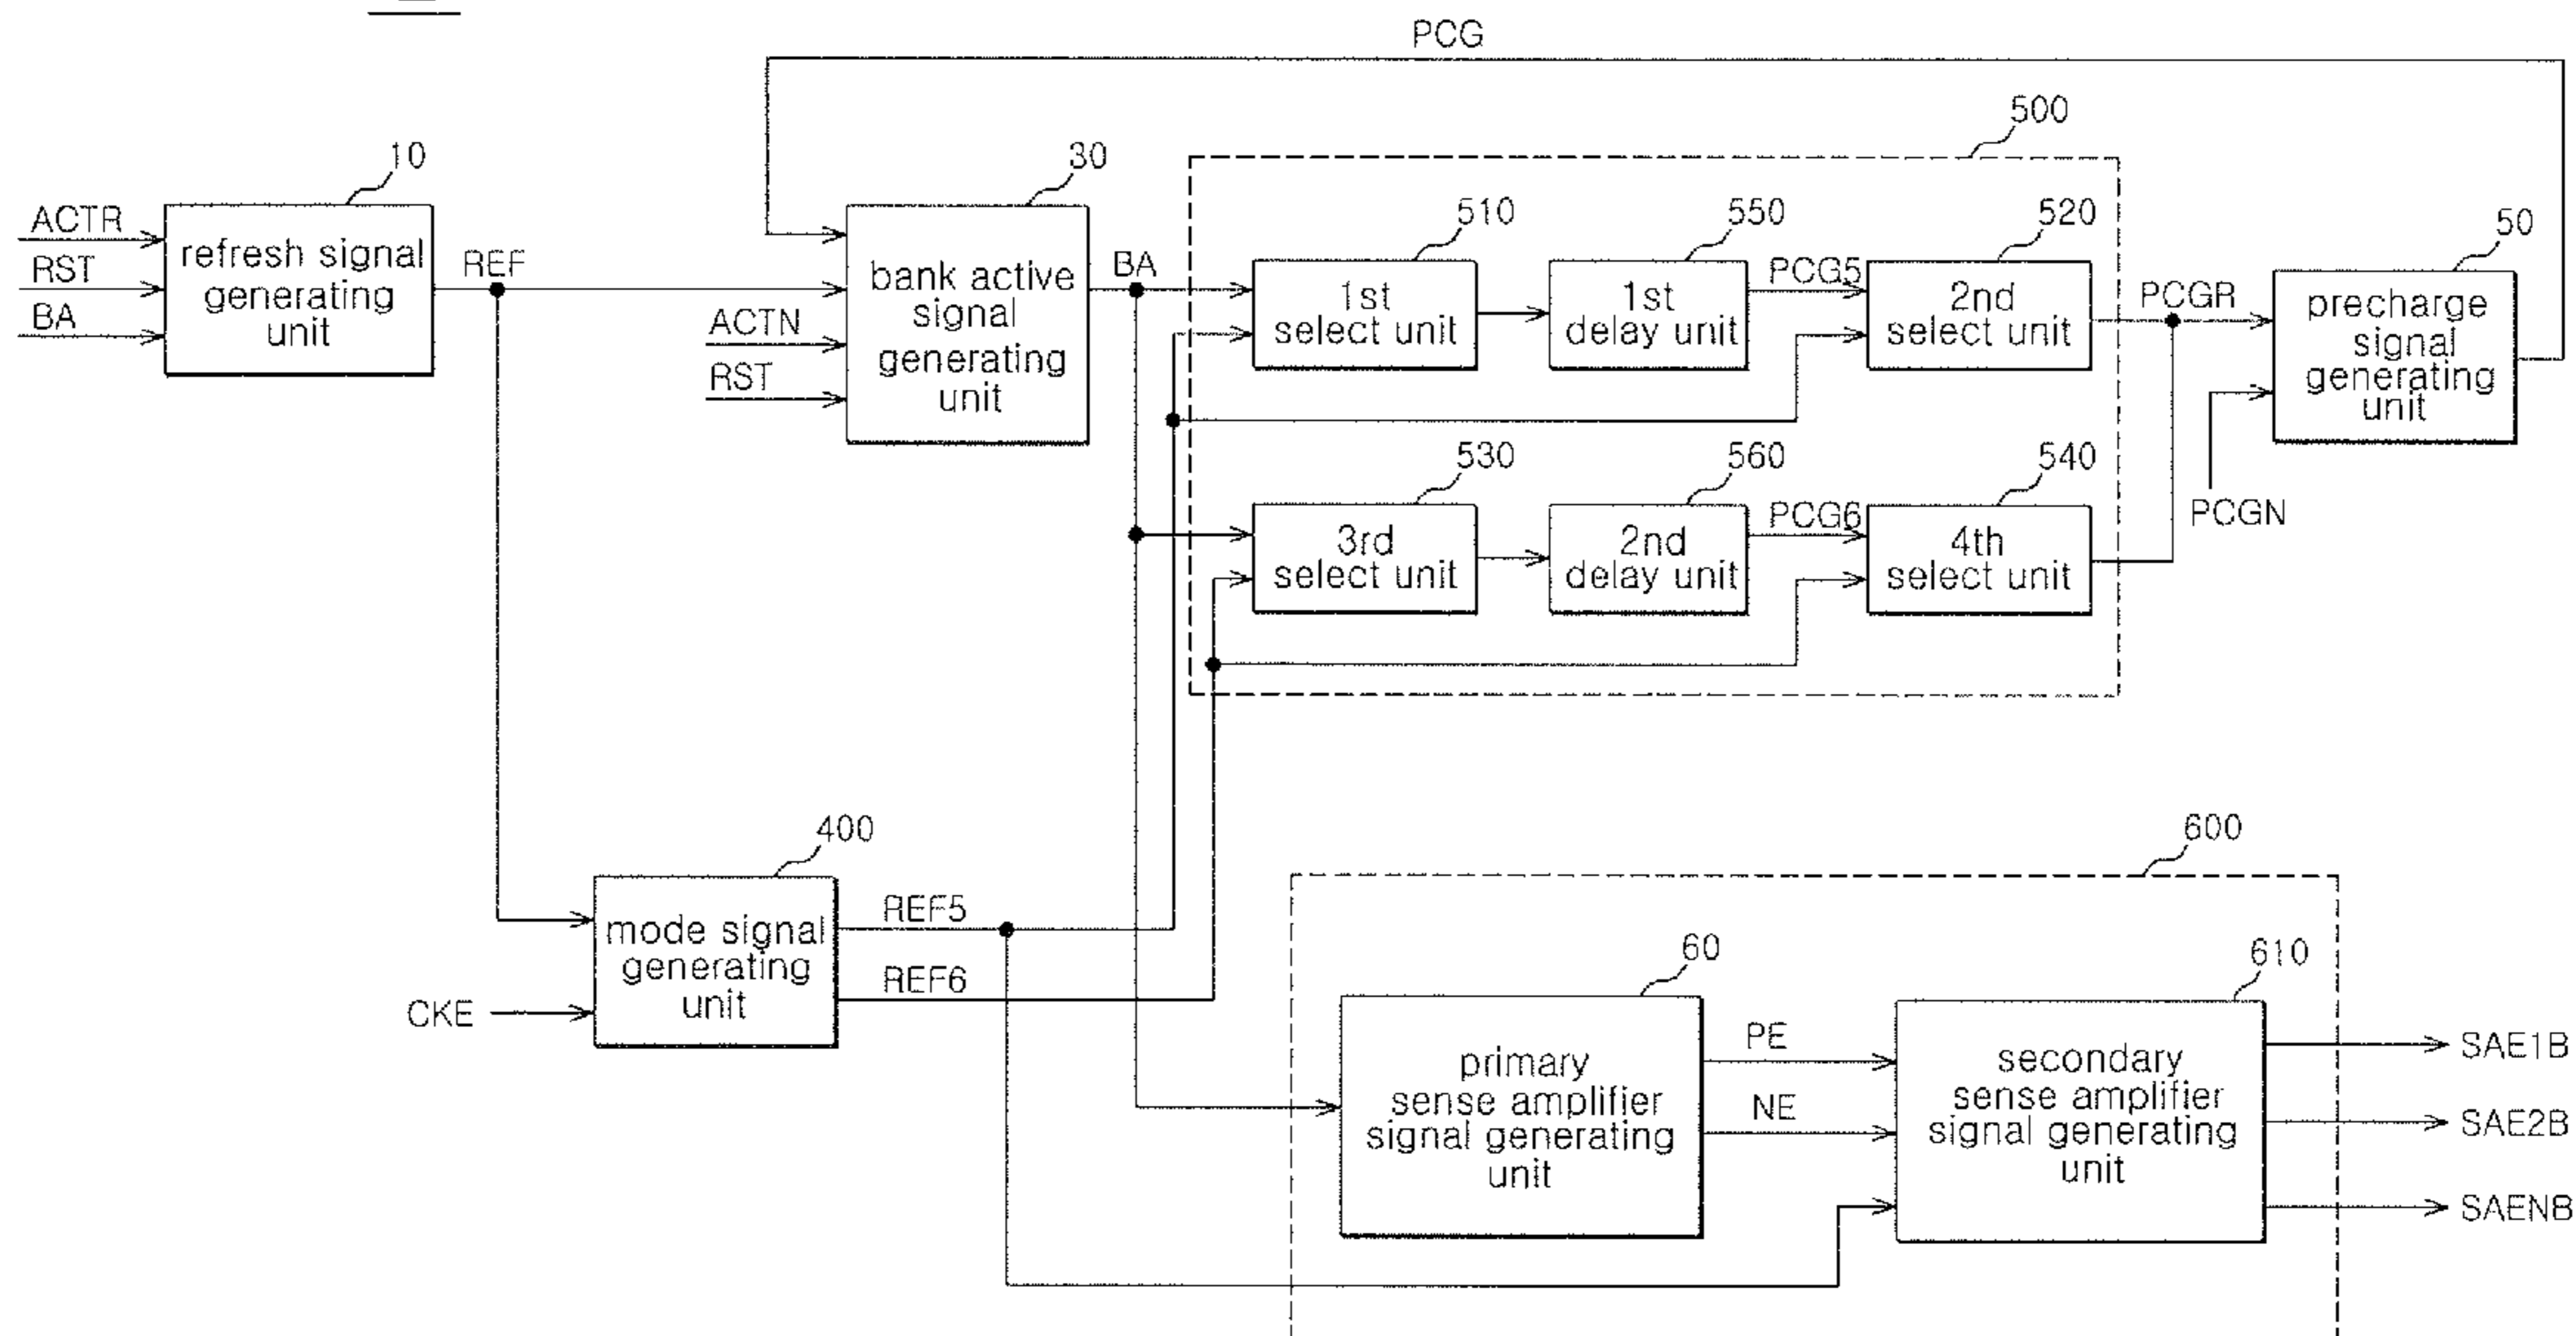 PCG
500
10
30
ACTR
RST
BA
refresh signal
generating
unit
REF
bank active
signal
generating
unit
ACTN
RST
BA
510
1st
select unit
550
1st
delay unit
PCG5
520
2nd
select unit
PCGR
50
precharge
signal
generating
unit
PCGN
530
3rd
select unit
560
2nd
delay unit
PCG6
540
4th
select unit
400
mode signal
generating
unit
CKE
REF5
REF6
600
60
primary
sense amplifier
signal generating
unit
PE
NE
610
secondary
sense amplifier
signal generating
unit
SAE1B
SAE2B
SAENB